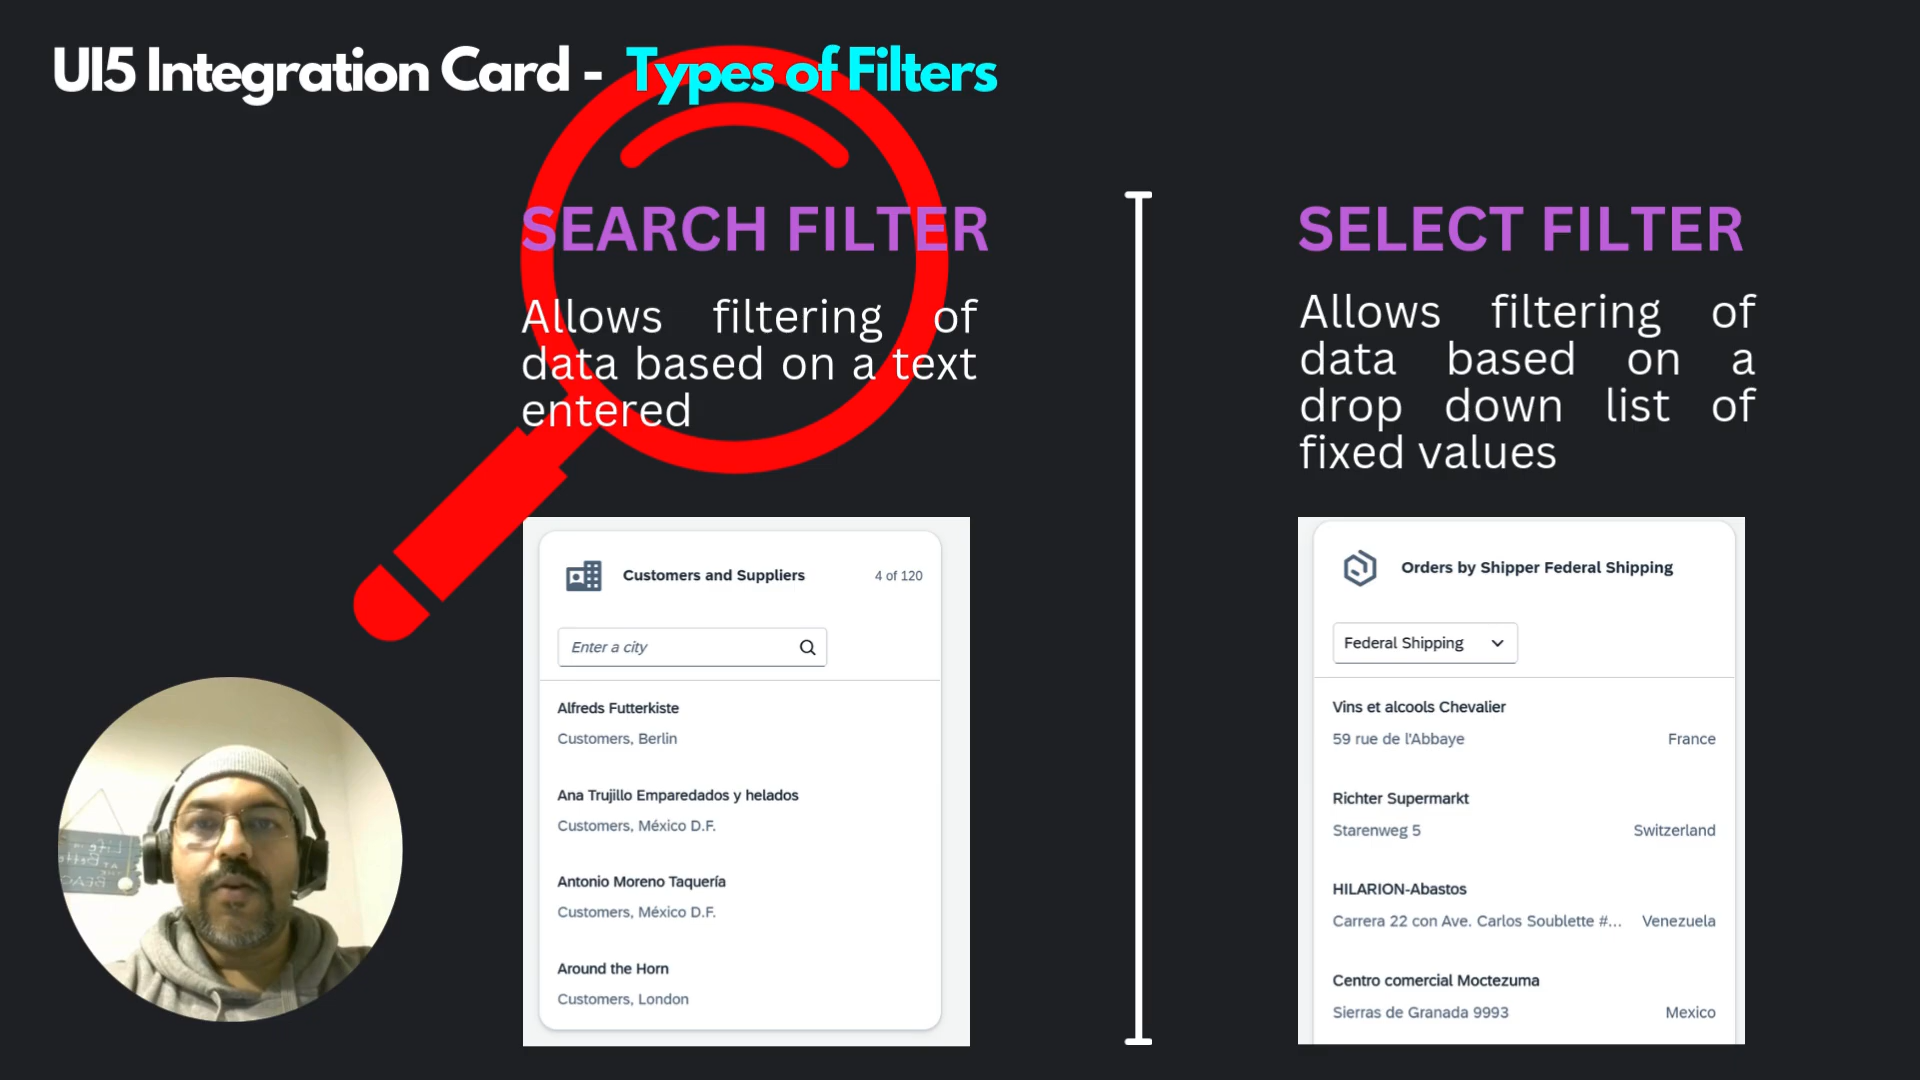 UI5 Integration Card - Types of Filters
SEARCH FILTER
Allows filtering of
data based on a text
entered
Customers and Suppliers
4 of 120
Enter a city
Alfreds Futterkiste
Customers, Berlin
Ana Trujillo Emparedados y helados
Customers, México D.F.
Antonio Moreno Taquería
Customers, México D.F.
Around the Horn
Customers, London
SELECT FILTER
Allows filtering of
data based on a
drop down list of
fixed values
Orders by Shipper Federal Shipping
Federal Shipping
Vins et alcools Chevalier
59 rue de l'Abbaye France
Richter Supermarkt
Starenweg 5 Switzerland
HILARION-Abastos
Carrera 22 con Ave. Carlos Soublette #... Venezuela
Centro comercial Moctezuma
Sierras de Granada 9993 Mexico